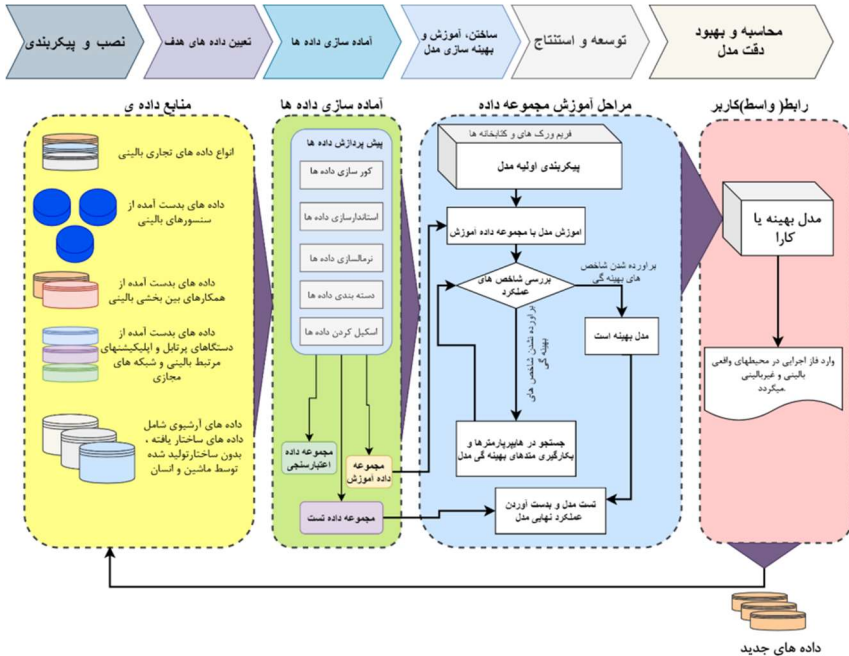 نصب و پیکربندی
تعیین داده های هدف
آماده سازی داده ها
ساختن، آموزش و
بهینه سازی مدل
توسعه و استنتاج
محاسبه و بهبود
دقت مدل
منابع داده ی
انواع داده های تجاری بالینی
داده های بدست آمده از
سنسورهای بالینی
داده های بدست آمده از
همکارهای بین بخشی بالینی
داده های بدست آمده از
دستگاهای پرتابل و اپلیکیشنهای
مرتبط بالینی و شبکه های
مجازی
داده های آرشیوی شامل
داده های ساختار یافته ،
بدون ساختارتولید شده
توسط ماشین و انسان
آماده سازی داده ها
پیش پردازش داده ها
کور سازی داده ها
استاندارسازی داده ها
نرمالسازی داده ها
دسته بندی داده ها
اسکیل کردن داده ها
مجموعه داده
اعتبارسنجی
مجموعه
داده آموزش
مجموعه داده تست
مراحل آموزش مجموعه داده
فریم ورک های و کتابخانه ها
پیکربندی اولیه مدل
اموزش مدل با مجموعه داده آموزش
بررسی شاخص های
عملکرد
براورده شدن شاخص
های بهینه گی
براورده نشدن شاخص های
بهینه گی
مدل بهینه است
جستجو در هایپرپارمترها و
بکارگیری متدهای بهینه گی مدل
تست مدل و بدست آوردن
عملکرد نهایی مدل
رابط( واسط)کاربر
مدل بهینه یا
کارا
وارد فاز اجرایی در محیطهای واقعی
بالینی و غیربالینی
میگردد.
داده های جدید